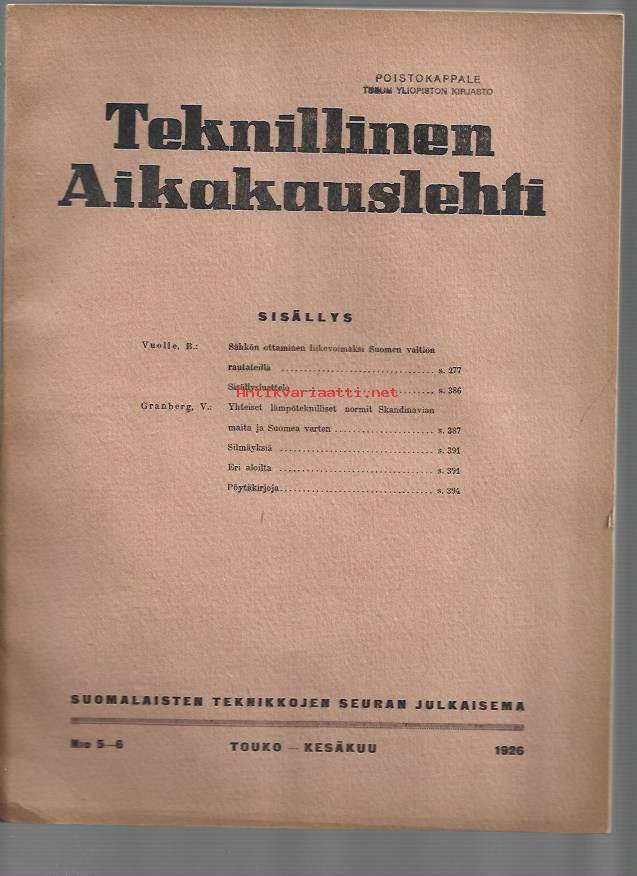 POISTOKAPPALE
TURUN YLIOPISTON KIRJASTO
Teknillinen
Aikakauslehti
SISÄLLYS
Vuolle, B.: Sähkön ottaminen liikevoimaksi Suomen valtion
rautateillä ........ s. 277
Sisällysluettelo ........ s. 386
Antikvariaatti.net
Granberg, V.: Yhteiset lämpöteknilliset normit Skandinavian
maita ja Suomea varten ........ s. 387
Silmäyksiä ........ s. 391
Eri aloilta ........ s. 391
Pöytäkirjoja ........ s. 394
SUOMALAISTEN TEKNIKKOJEN SEURAN JULKAISEMA
Nro 5–6 TOUKO – KESÄKUU 1926